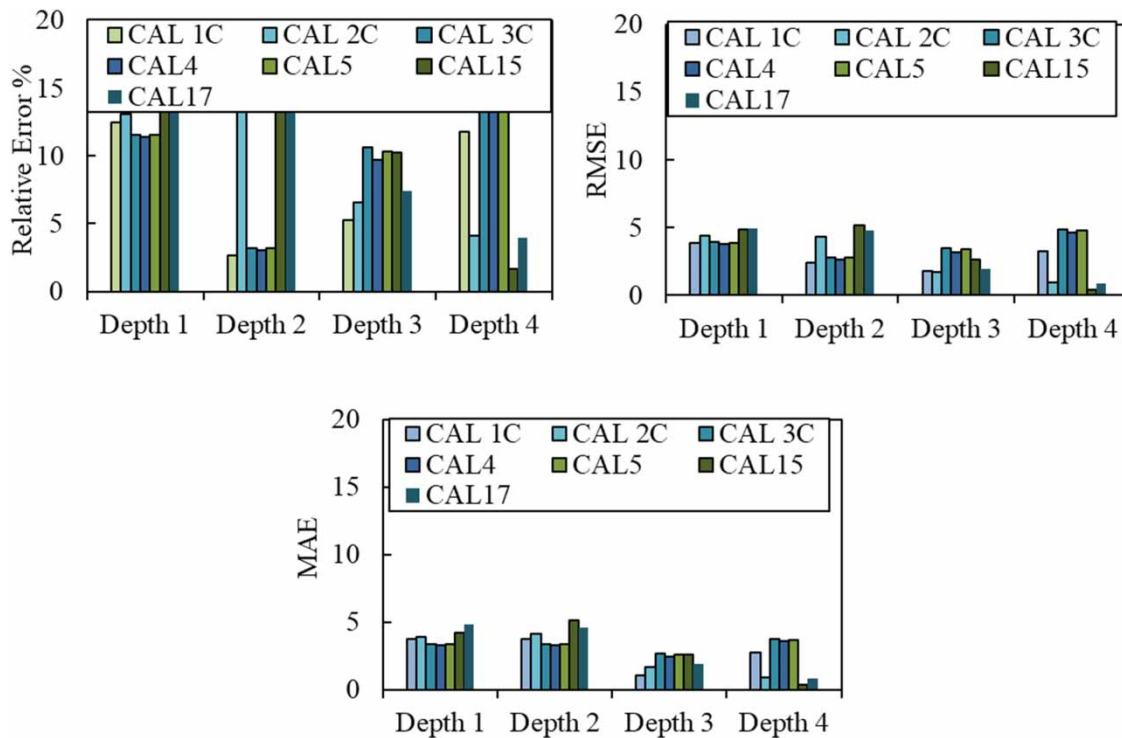 20
15
10
5
0
Relative Error %
CAL 1C CAL 2C CAL 3C
CAL4 CAL5 CAL15
CAL17
Depth 1 Depth 2 Depth 3 Depth 4
20
15
10
5
0
RMSE
CAL 1C CAL 2C CAL 3C
CAL4 CAL5 CAL15
CAL17
Depth 1 Depth 2 Depth 3 Depth 4
20
15
10
5
0
MAE
CAL 1C CAL 2C CAL 3C
CAL4 CAL5 CAL15
CAL17
Depth 1 Depth 2 Depth 3 Depth 4